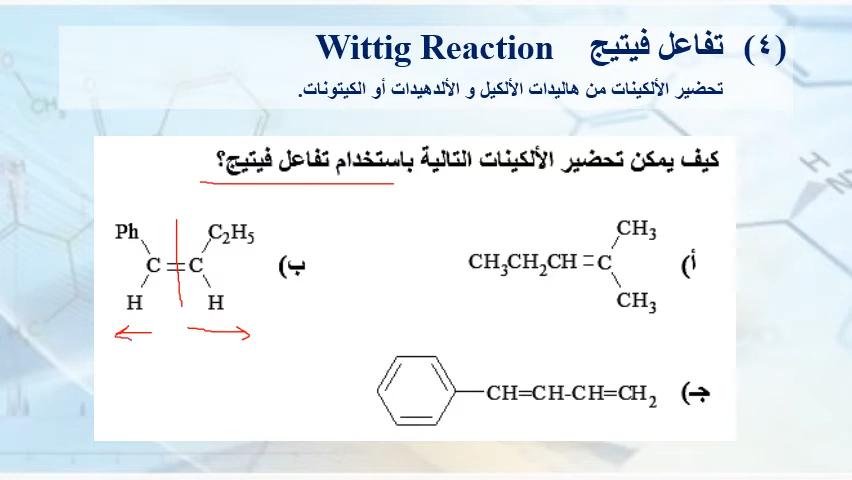 (٤) تفاعل فيتيج Wittig Reaction
تحضير الألكينات من هاليدات الألكيل و الألدهيدات أو الكيتونات.
كيف يمكن تحضير الألكينات التالية باستخدام تفاعل فيتيج؟
أ)
CH3
CH3CH2CH=C
CH3
ب)
Ph C2H5
C=C
H H
جـ)
CH=CH-CH=CH2